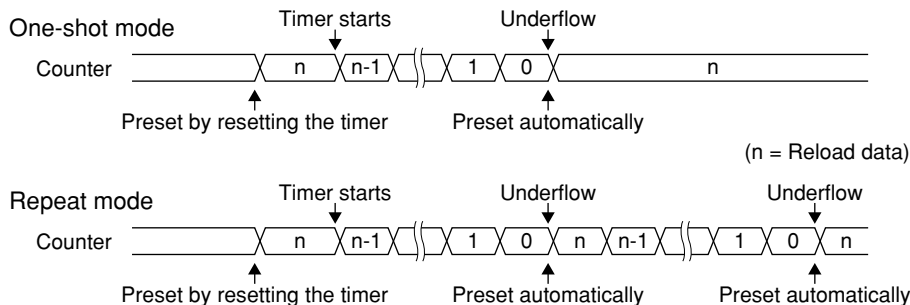 Timer starts Underflow
One-shot mode
Counter n n-1 1 0 n
Preset by resetting the timer Preset automatically
(n = Reload data)
Timer starts Underflow Underflow
Repeat mode
Counter n n-1 1 0 n n-1 1 0 n
Preset by resetting the timer Preset automatically Preset automatically